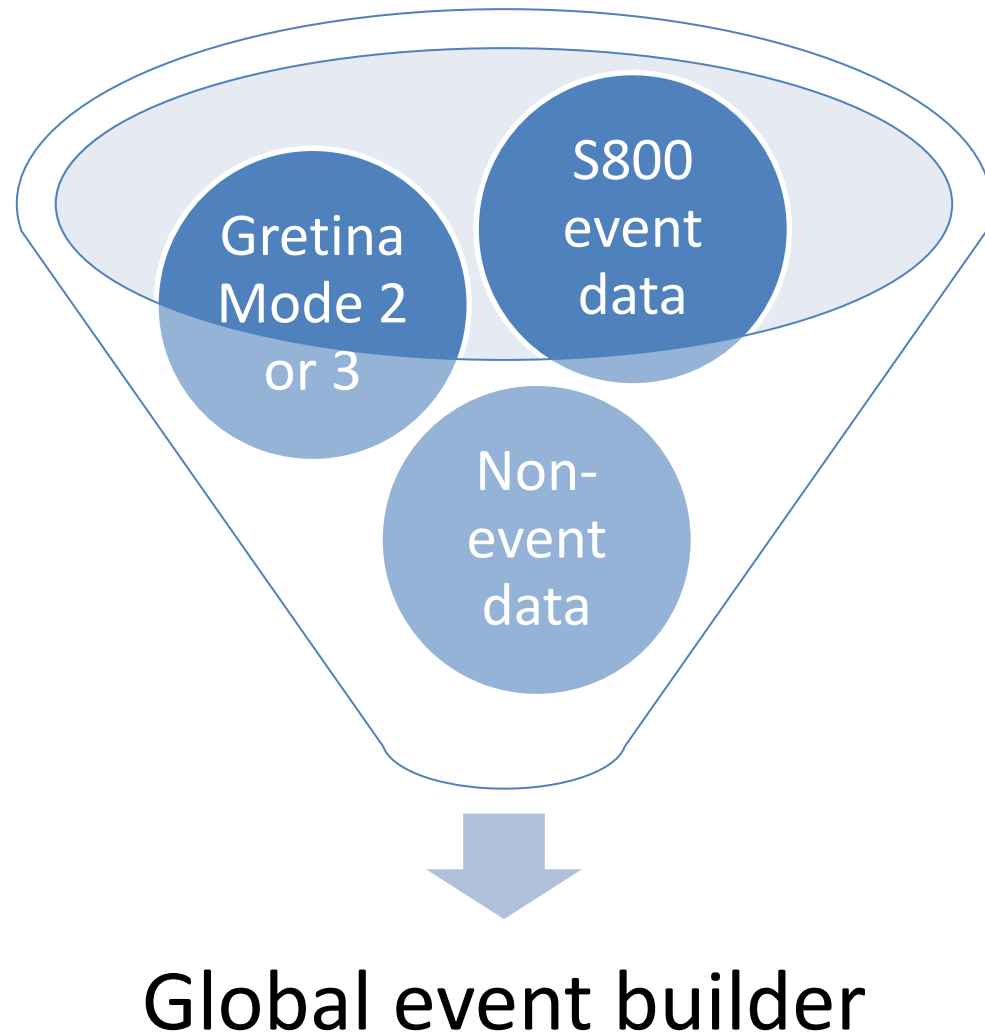 Gretina
Mode 2
or 3
S800
event
data
Non-
event
data
Global event builder